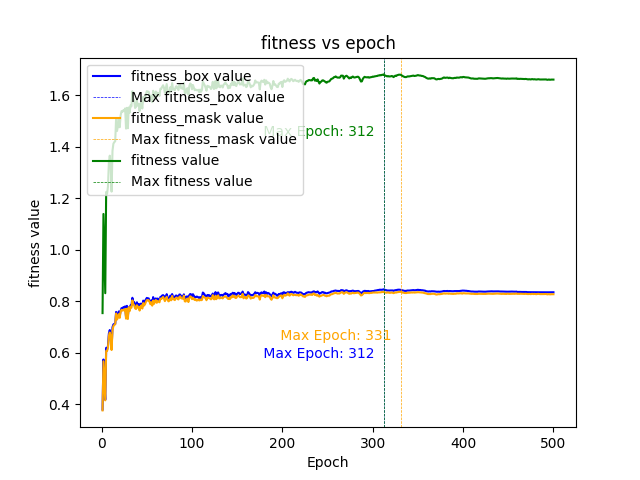 fitness vs epoch
fitness_box value
Max fitness_box value
fitness_mask value
Max fitness_mask value
fitness value
Max fitness value
Max Epoch: 312
Max Epoch: 331
Max Epoch: 312
1.6
1.4
1.2
1.0
0.8
0.6
0.4
fitness value
0
100
200
300
400
500
Epoch